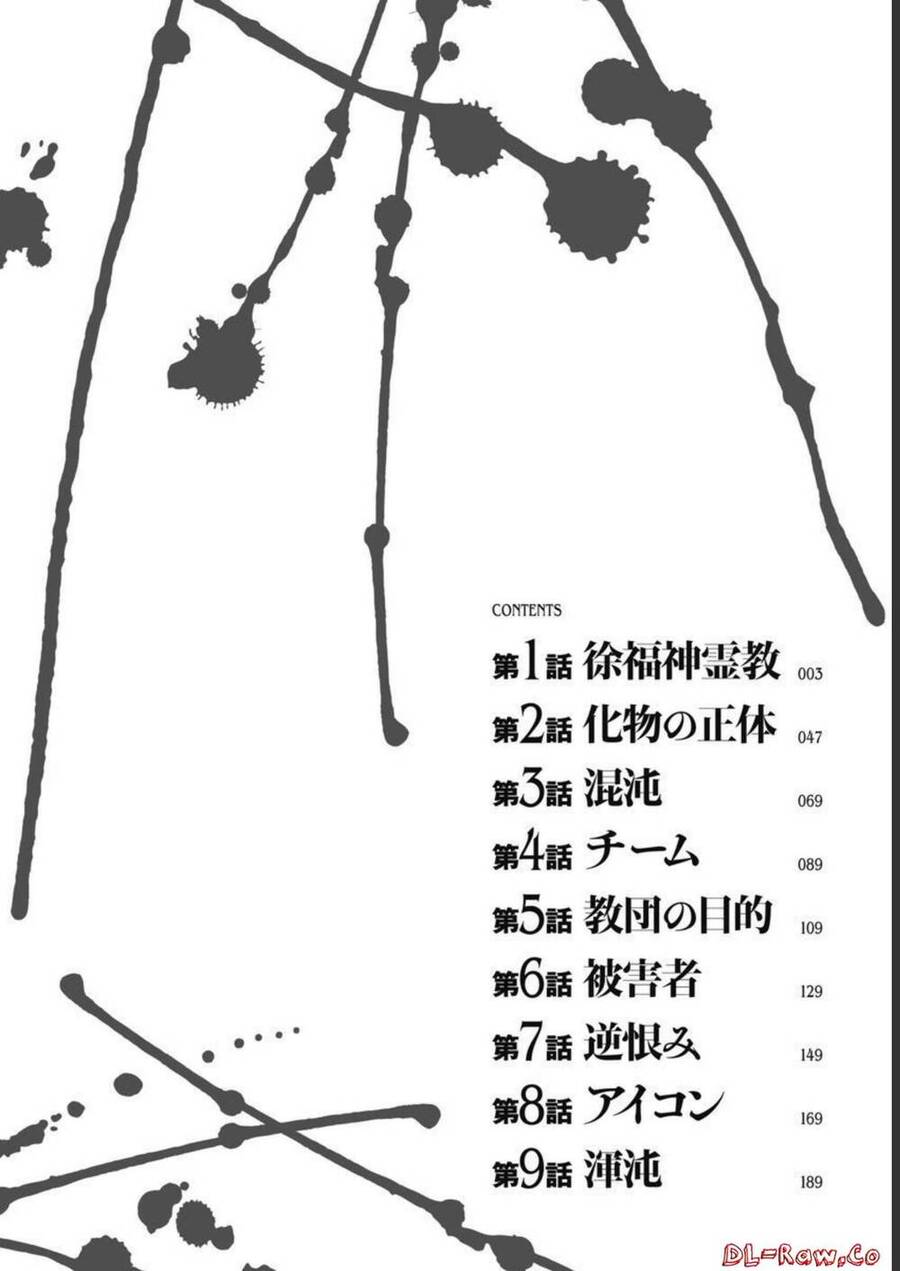 CONTENTS
第1話 徐福神霊教 003
第2話 化物の正体 047
第3話 混沌 069
第4話 チーム 089
第5話 教団の目的 109
第6話 被害者 129
第7話 逆恨み 149
第8話 アイコン 169
第9話 渾沌 189
DL=Raw.Co